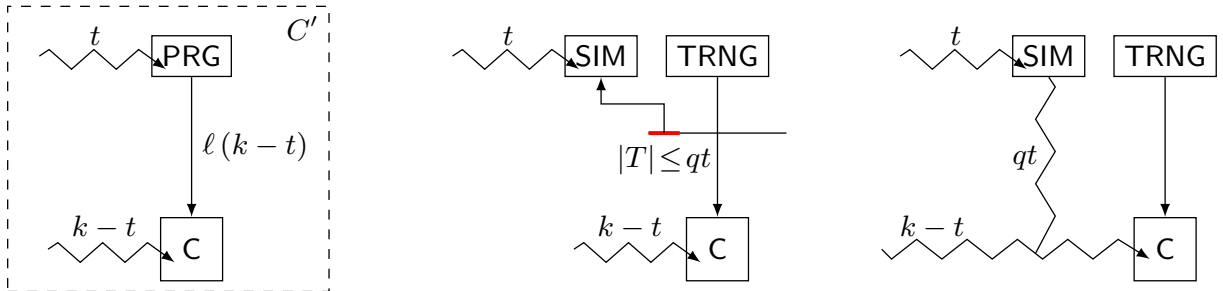 C′
t
PRG
ℓ (k − t)
k − t
C
t
SIM
TRNG
|T| ≤ qt
k − t
C
t
SIM
TRNG
qt
k − t
C